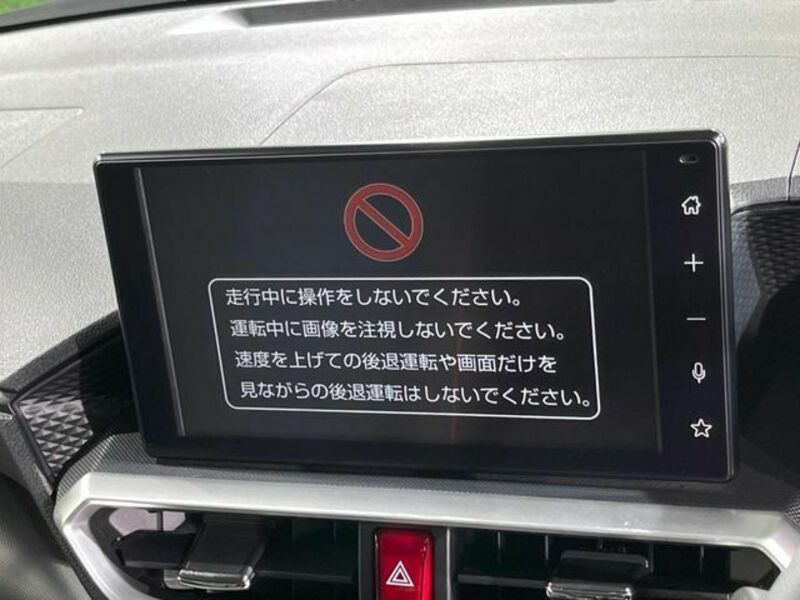 走行中に操作をしないでください。
運転中に画像を注視しないでください。
速度を上げての後退運転や画面だけを
見ながらの後退運転はしないでください。